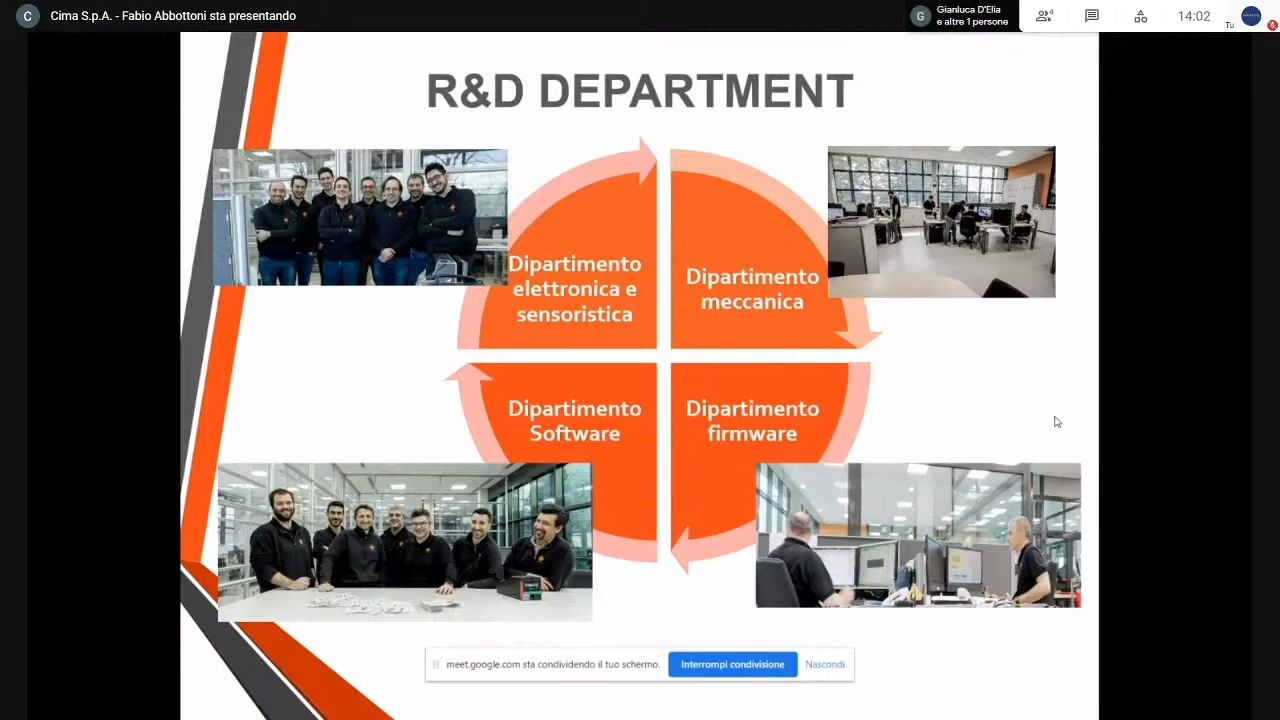 C
Cima S.p.A. - Fabio Abbottoni sta presentando
G
Gianluca D'Elia
e altre 1 persone
4
14:02
Tu
R&D DEPARTMENT
Dipartimento
elettronica e
sensoristica
Dipartimento
meccanica
Dipartimento
Software
Dipartimento
firmware
meet.google.com sta condividendo il tuo schermo.
Interrompi condivisione
Nascondi